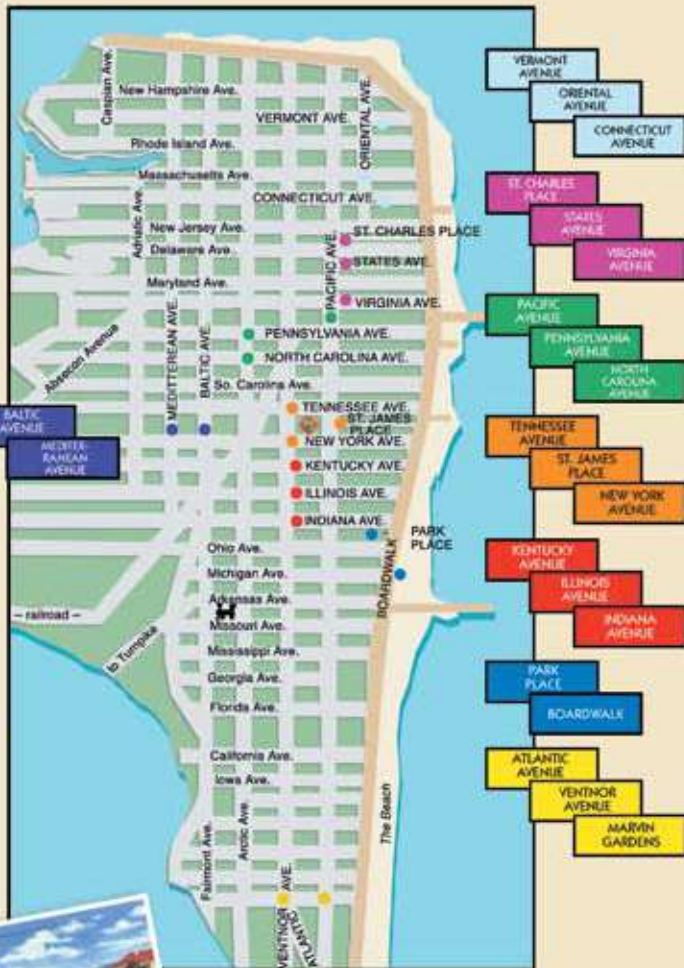 Caspian Ave.
New Hampshire Ave.
VERMONT AVE.
ORIENTAL AVE.
Rhode Island Ave.
Massachusetts Ave.
CONNECTICUT AVE.
Adriatic Ave.
New Jersey Ave.
ST. CHARLES PLACE
Delaware Ave.
PACIFIC AVE.
STATES AVE.
Maryland Ave.
VIRGINIA AVE.
Absecon Avenue
MEDITTEREAN AVE.
BALTIC AVE.
PENNSYLVANIA AVE.
NORTH CAROLINA AVE.
So. Carolina Ave.
TENNESSEE AVE.
ST. JAMES
PLACE
NEW YORK AVE.
KENTUCKY AVE.
ILLINOIS AVE.
INDIANA AVE.
PARK
PLACE
Ohio Ave.
BOARDWALK
Michigan Ave.
Arkansas Ave.
– railroad –
Missouri Ave.
to Turnpike
Mississippi Ave.
Georgia Ave.
Florida Ave.
California Ave.
Iowa Ave.
The Beach
Fairmont Ave.
Arctic Ave.
VENTNOR AVE.
ATLANTIC
BALTIC
AVENUE
MEDITER-
RANEAN
AVENUE
VERMONT
AVENUE
ORIENTAL
AVENUE
CONNECTICUT
AVENUE
ST. CHARLES
PLACE
STATES
AVENUE
VIRGINIA
AVENUE
PACIFIC
AVENUE
PENNSYLVANIA
AVENUE
NORTH
CAROLINA
AVENUE
TENNESSEE
AVENUE
ST. JAMES
PLACE
NEW YORK
AVENUE
KENTUCKY
AVENUE
ILLINOIS
AVENUE
INDIANA
AVENUE
PARK
PLACE
BOARDWALK
ATLANTIC
AVENUE
VENTNOR
AVENUE
MARVIN
GARDENS